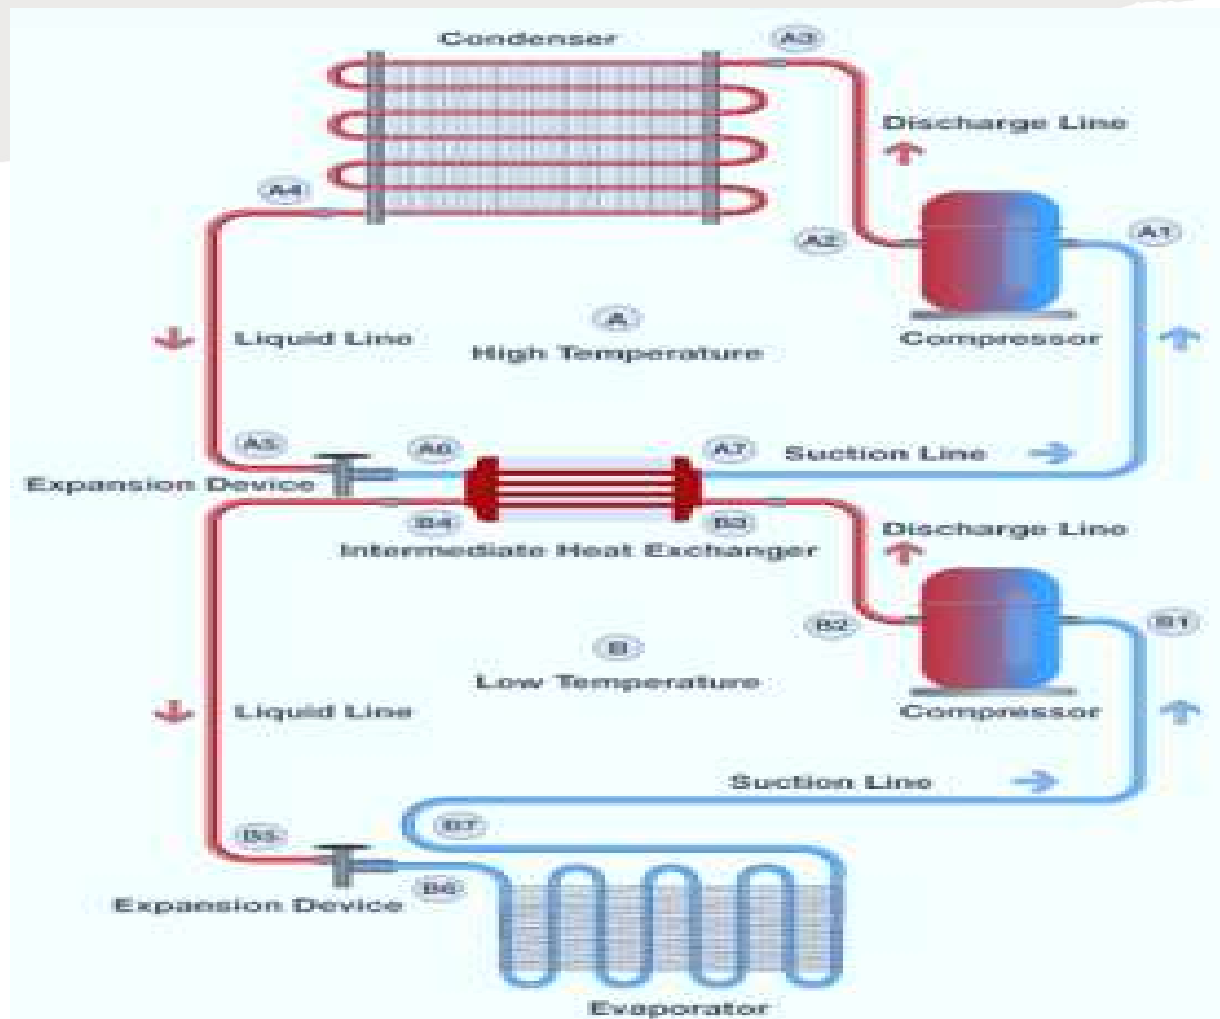 Condenser
A3
Discharge Line
A4
A2
A1
A
High Temperature
Liquid Line
Compressor
A5
A6
A7
Suction Line
Expansion Device
B4
B3
Intermediate Heat Exchanger
Discharge Line
B2
B1
B
Low Temperature
Liquid Line
Compressor
Suction Line
B5
B7
B6
Expansion Device
Evaporator